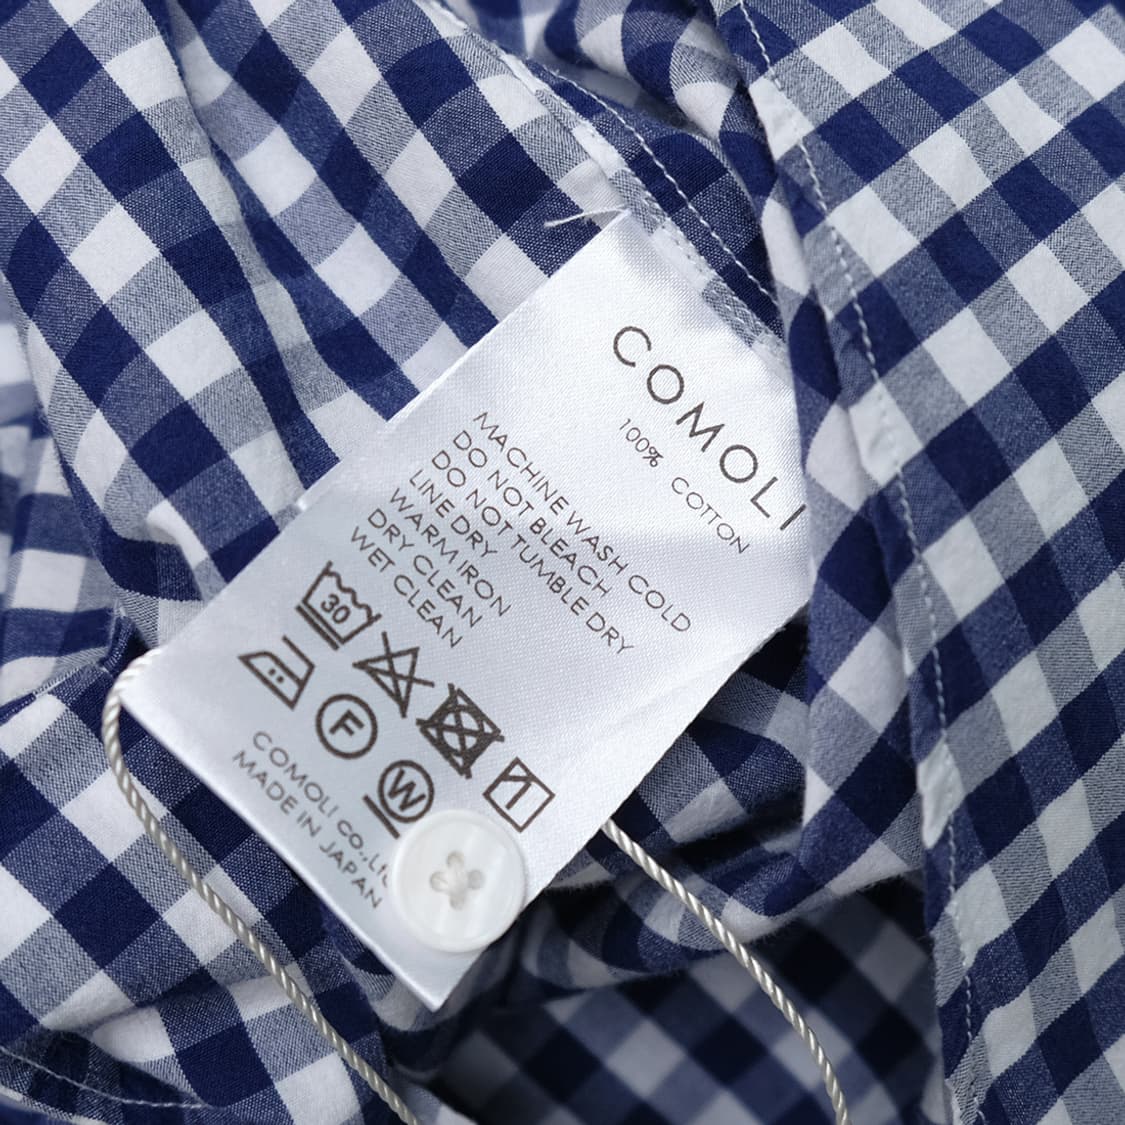 COMOLI
100% COTTON
MACHINE WASH COLD
DO NOT BLEACH
DO NOT TUMBLE DRY
LINE DRY
WARM IRON
DRY CLEAN
WET CLEAN
30
F
W
COMOLI CO.,
MADE IN JAPAN